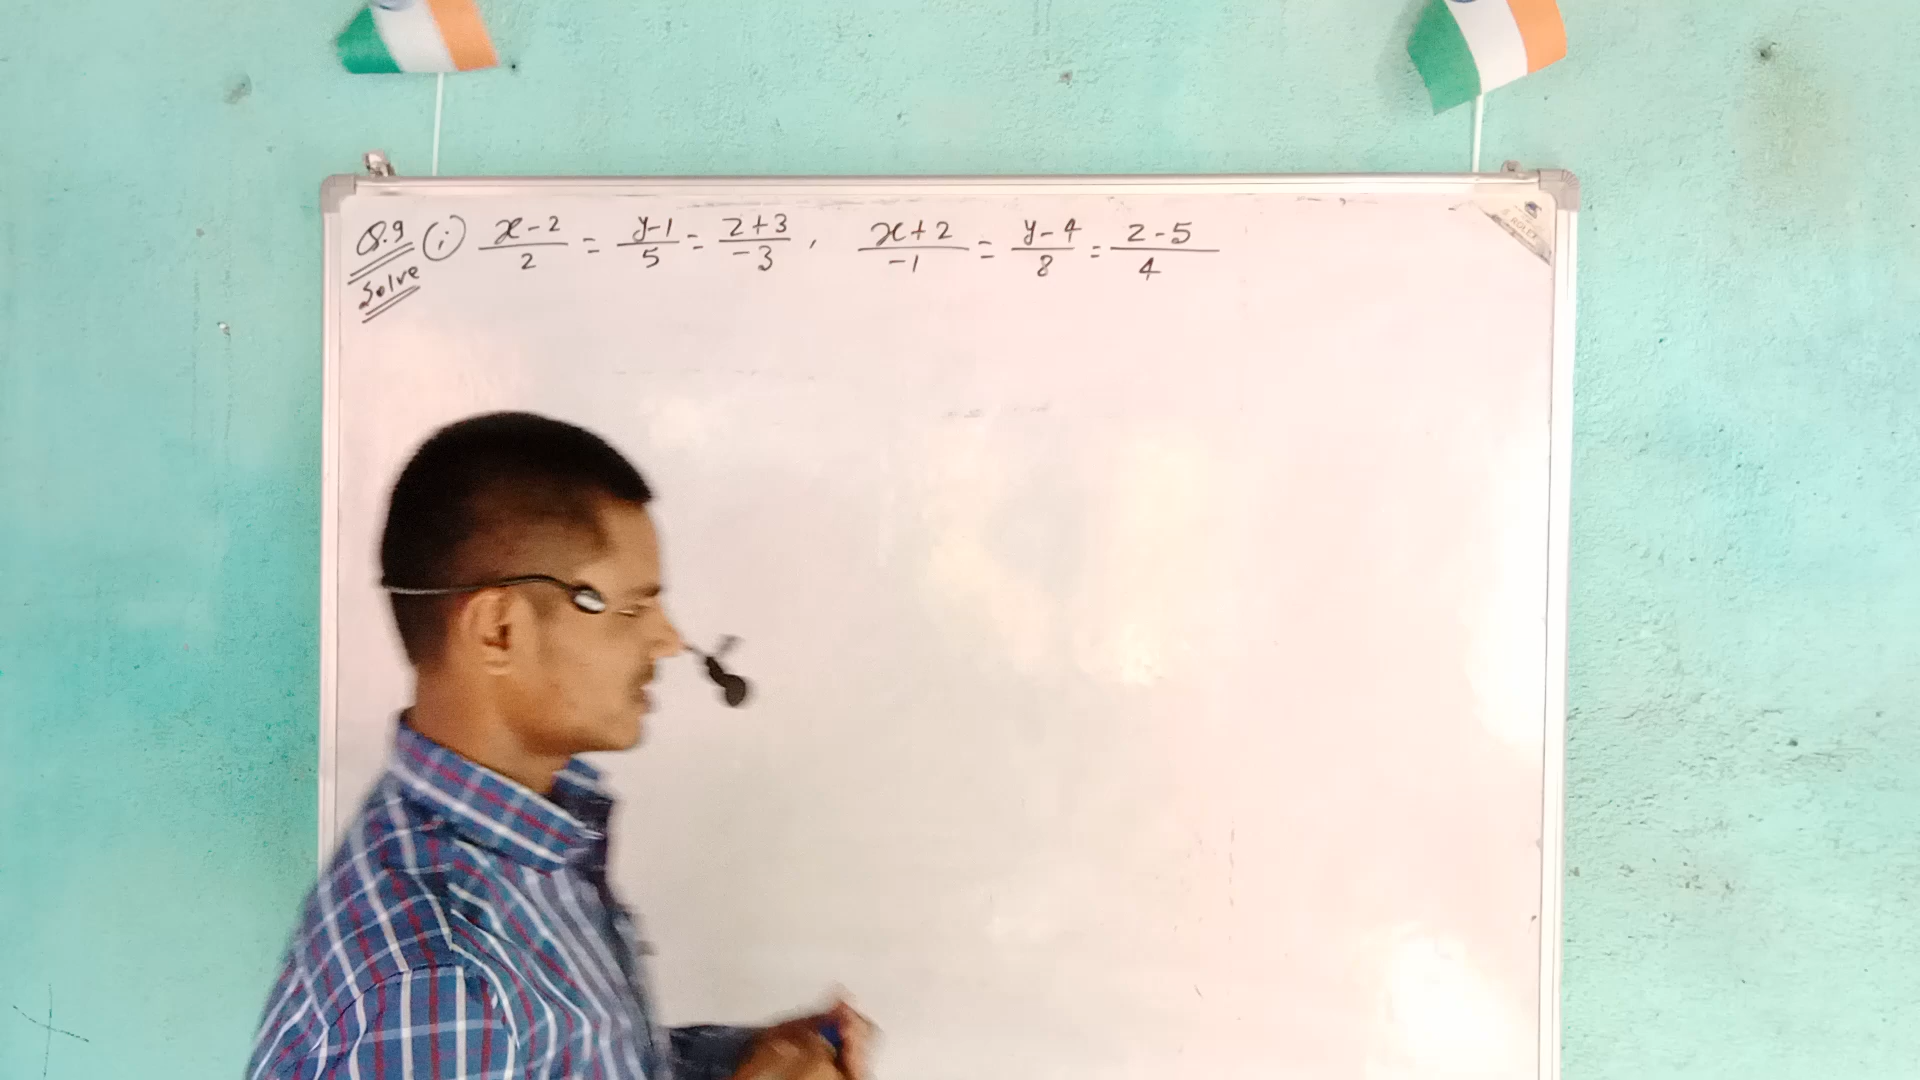 Q.9 (i) x-2/2 = y-1/5 = z+3/-3 , x+2/-1 = y-4/8 = z-5/4
Solve